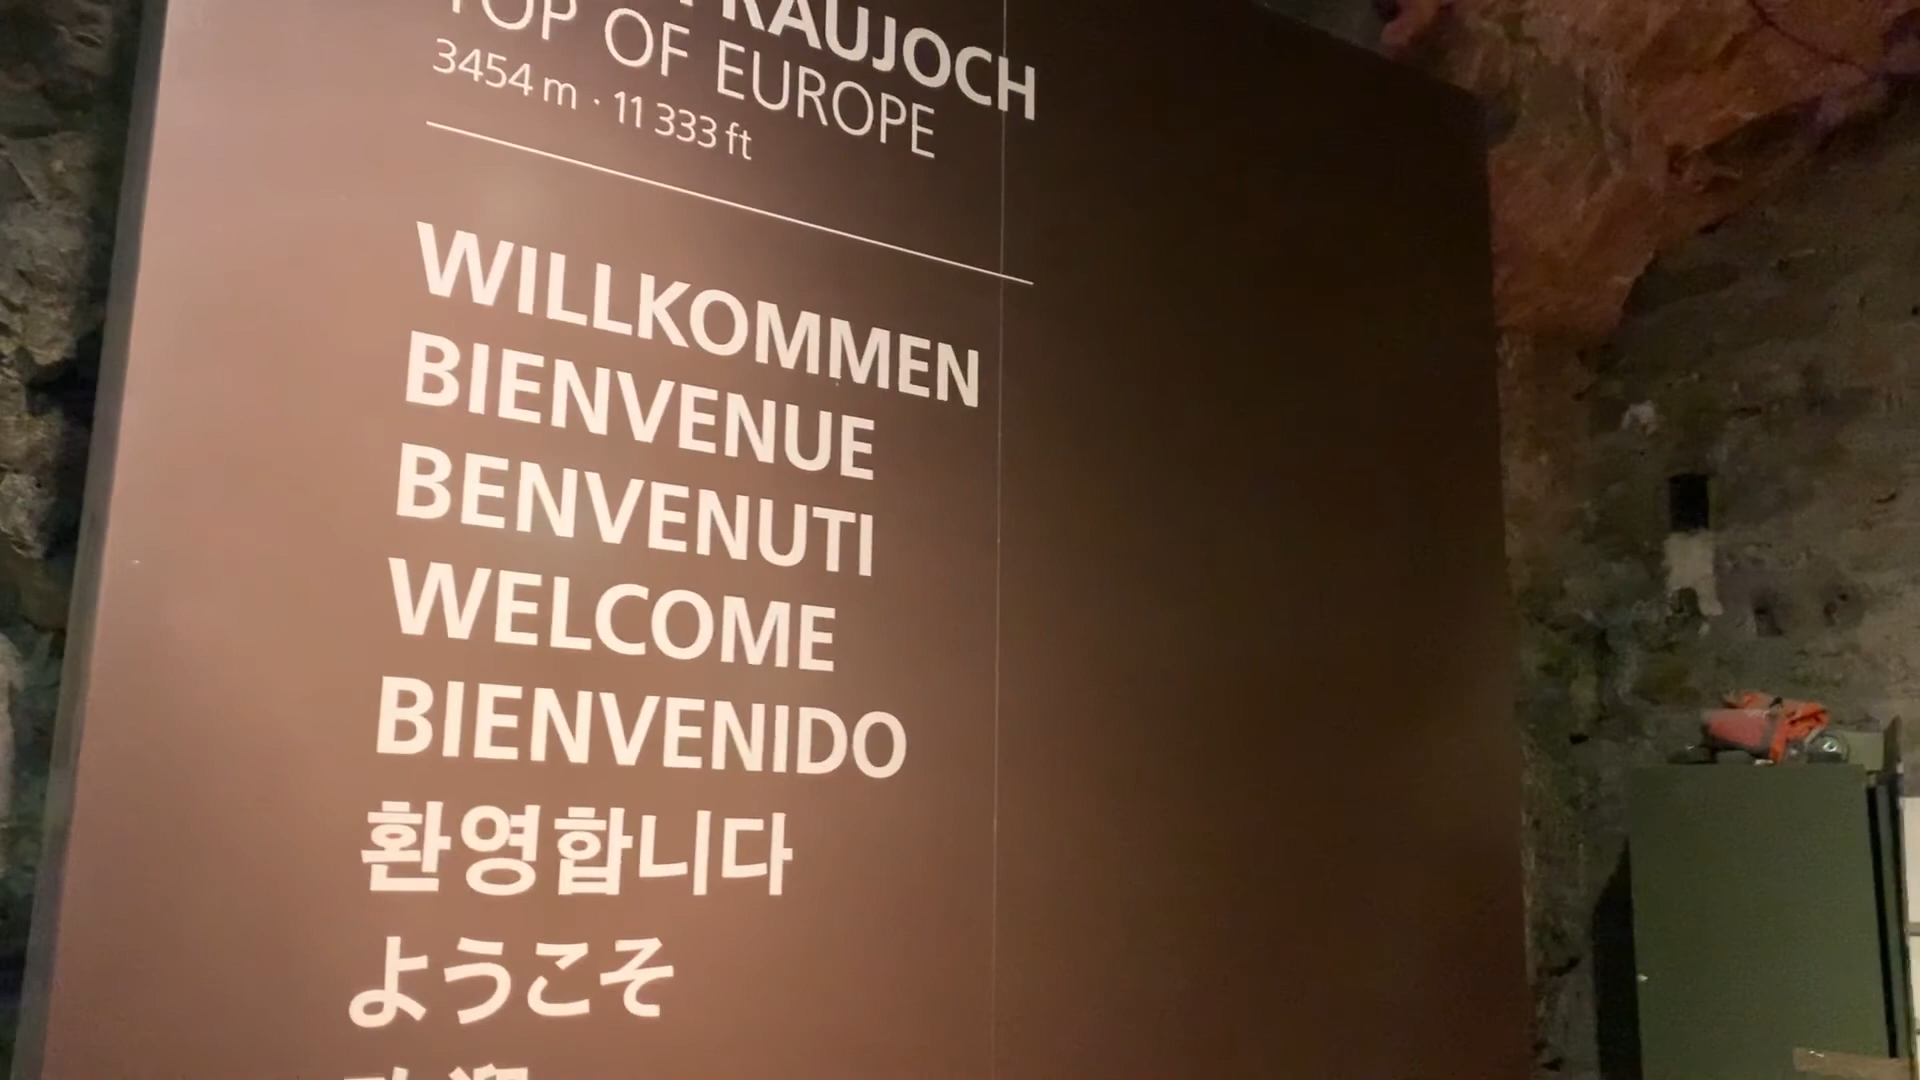 TOP OF EUROPE
3454 m · 11 333 ft
WILLKOMMEN
BIENVENUE
BENVENUTI
WELCOME
BIENVENIDO
환영합니다
ようこそ